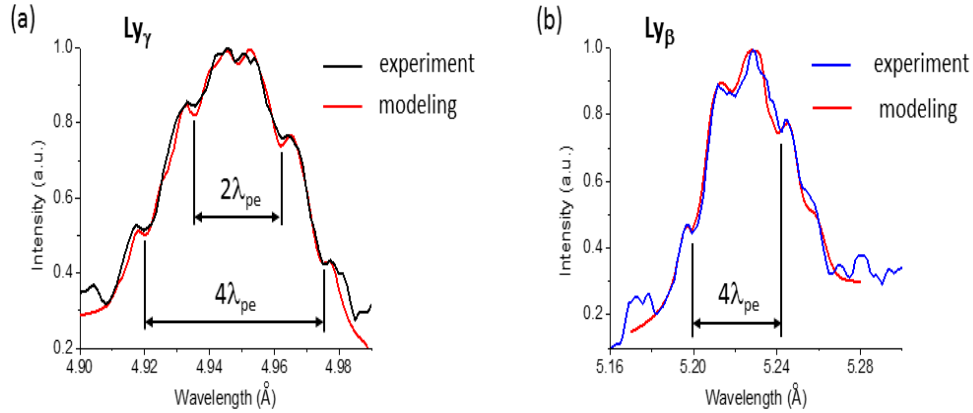 (a)
Lyγ
experiment
modeling
2λpe
4λpe
Intensity (a.u.)
1.0
0.8
0.6
0.4
0.2
4.90
4.92
4.94
4.96
4.98
Wavelength (Å)
(b)
Lyβ
experiment
modeling
4λpe
Intensity (a.u.)
1.0
0.8
0.6
0.4
0.2
5.16
5.20
5.24
5.28
Wavelength (Å)